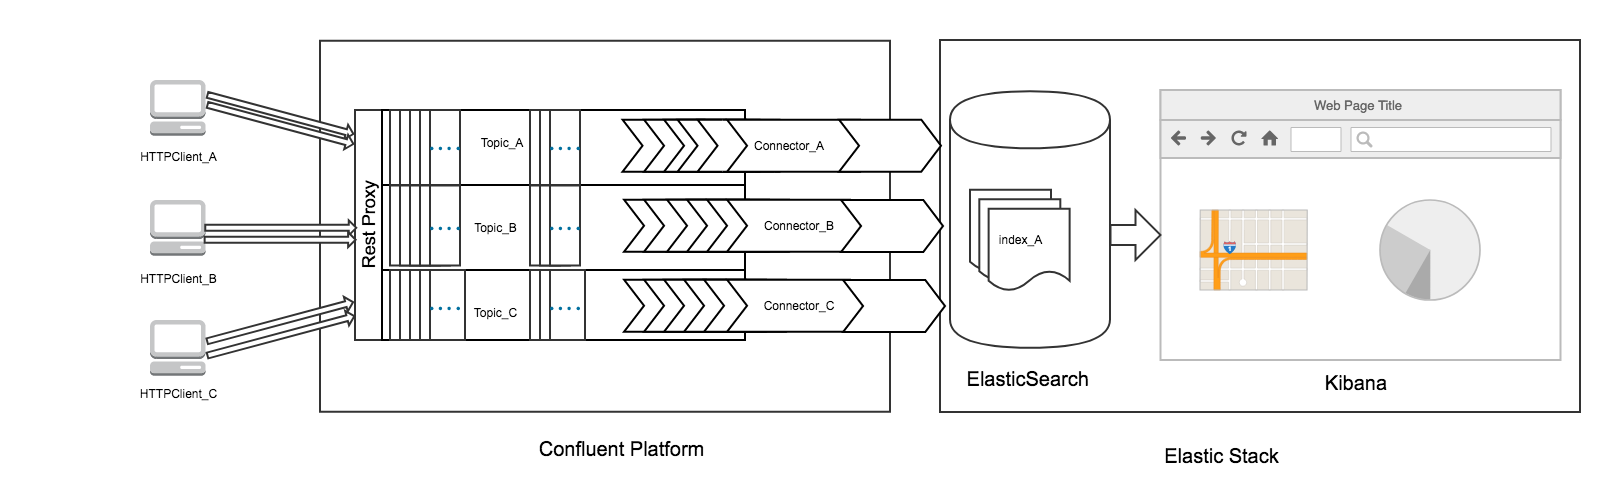 HTTPClient_A
HTTPClient_B
HTTPClient_C
Rest Proxy
Topic_A
Topic_B
Topic_C
Connector_A
Connector_B
Connector_C
Confluent Platform
index_A
ElasticSearch
Web Page Title
Kibana
Elastic Stack